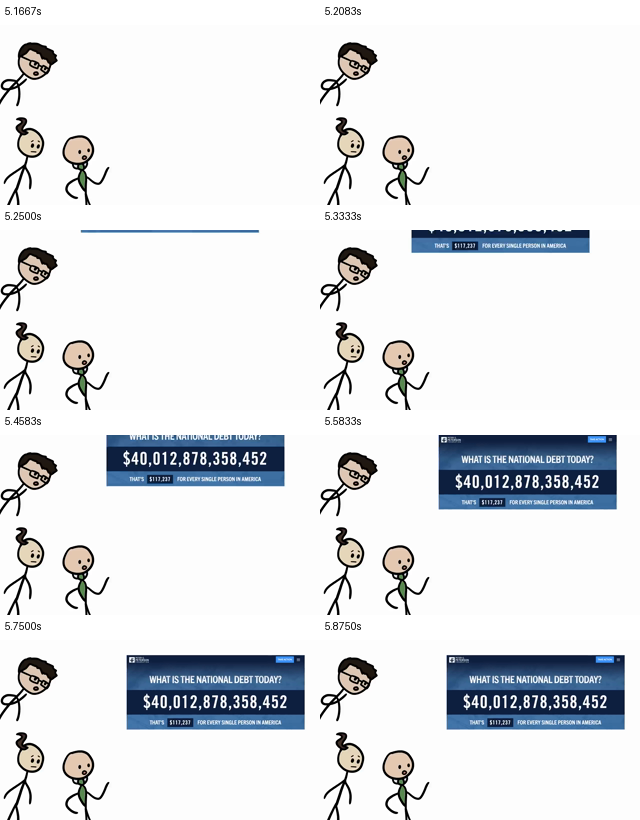 5.1667s
5.2083s
5.2500s
5.3333s
$40,012,878,358,452
THAT'S $117,237 FOR EVERY SINGLE PERSON IN AMERICA
5.4583s
5.5833s
WHAT IS THE NATIONAL DEBT TODAY?
$40,012,878,358,452
THAT'S $117,237 FOR EVERY SINGLE PERSON IN AMERICA
WHAT IS THE NATIONAL DEBT TODAY?
$40,012,878,358,452
THAT'S $117,237 FOR EVERY SINGLE PERSON IN AMERICA
5.7500s
5.8750s
WHAT IS THE NATIONAL DEBT TODAY?
$40,012,878,358,452
THAT'S $117,237 FOR EVERY SINGLE PERSON IN AMERICA
WHAT IS THE NATIONAL DEBT TODAY?
$40,012,878,358,452
THAT'S $117,237 FOR EVERY SINGLE PERSON IN AMERICA